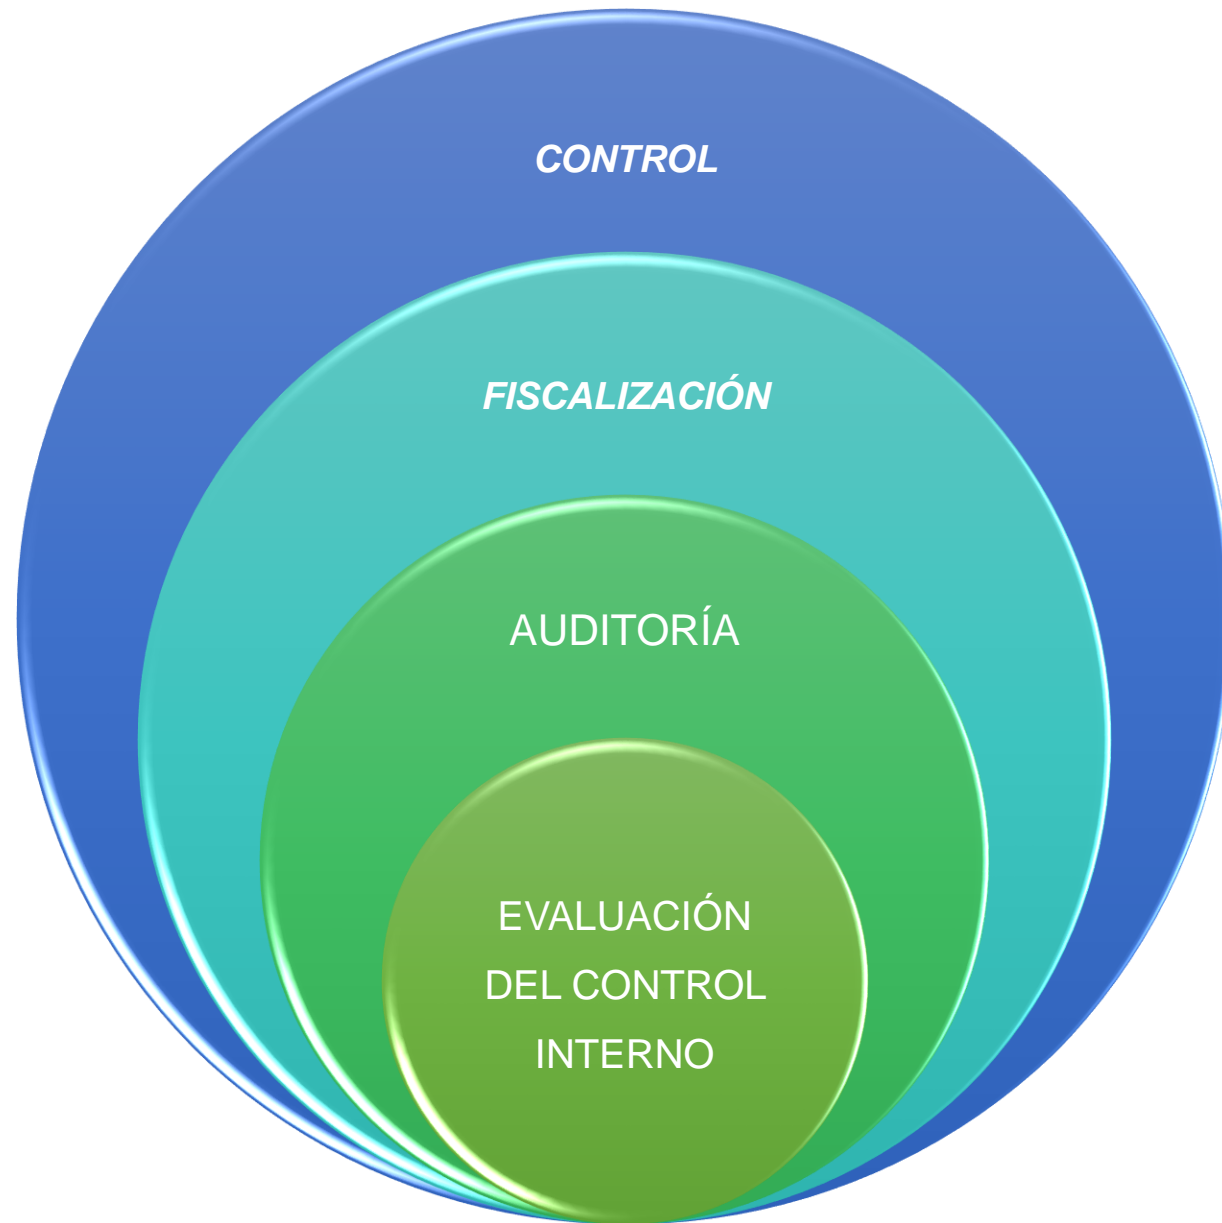 CONTROL
FISCALIZACIÓN
AUDITORÍA
EVALUACIÓN
DEL CONTROL
INTERNO